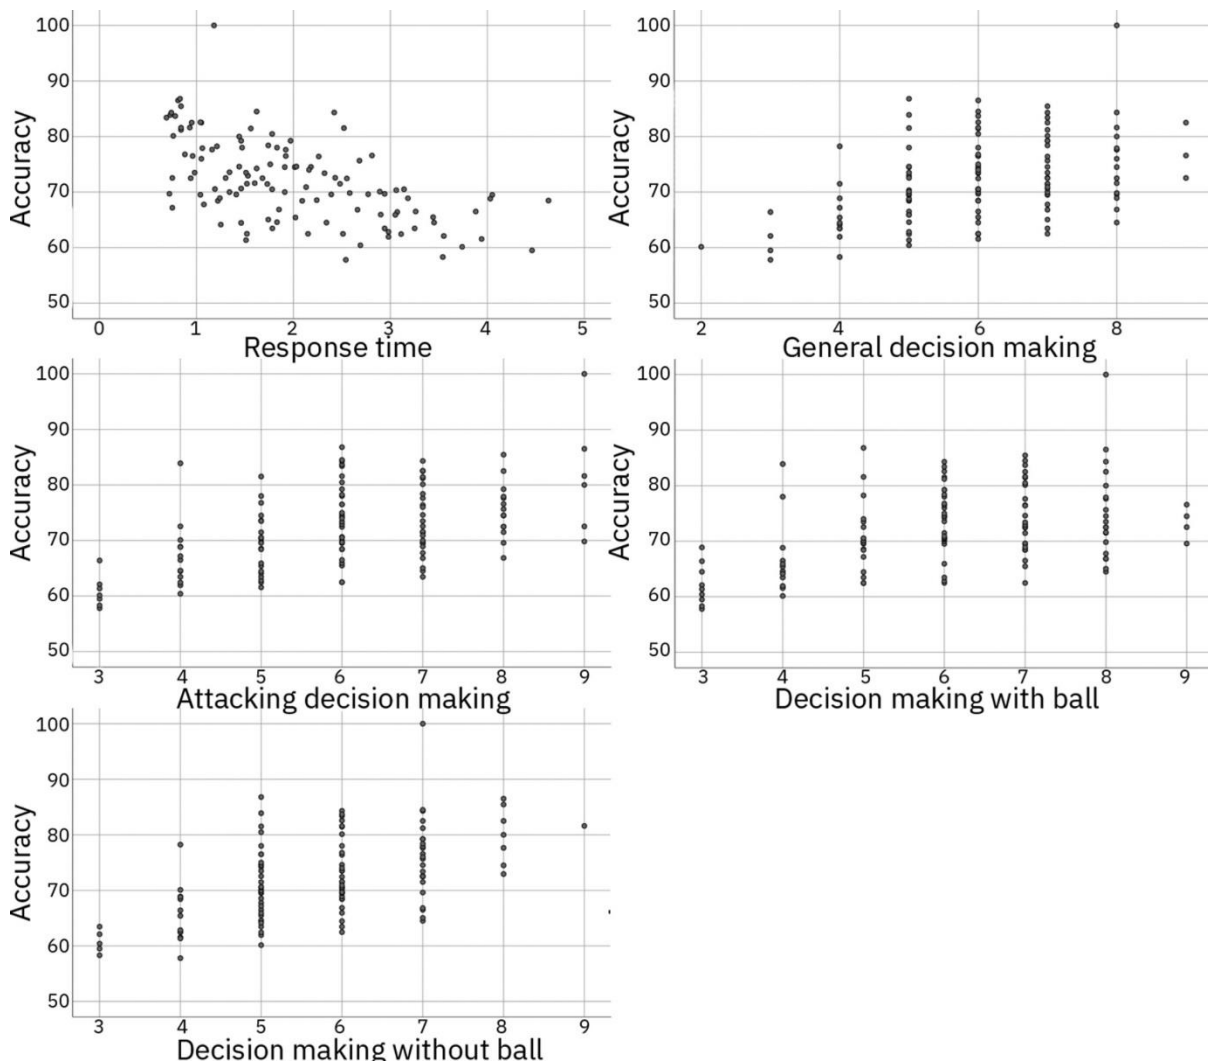 100
90
80
70
60
50
Accuracy
0 1 2 3 4 5
Response time
100
90
80
70
60
50
Accuracy
2 4 6 8
General decision making
100
90
80
70
60
50
Accuracy
3 4 5 6 7 8 9
Attacking decision making
100
90
80
70
60
50
Accuracy
3 4 5 6 7 8 9
Decision making with ball
100
90
80
70
60
50
Accuracy
3 4 5 6 7 8 9
Decision making without ball